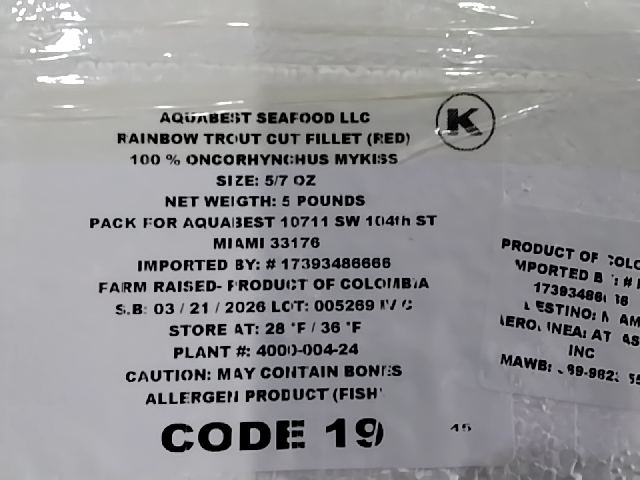 AQUABEST SEAFOOD LLC
K
RAINBOW TROUT CUT FILLET (RED)
100 % ONCORHYNCHUS MYKISS
SIZE: 5/7 OZ
NET WEIGTH: 5 POUNDS
PACK FOR AQUABEST 10711 SW 104th ST
MIAMI 33176
IMPORTED BY: # 17393486666
FARM RAISED- PRODUCT OF COLOMBIA
S.B: 03 / 21 / 2026 LOT: 005269
STORE AT: 28 °F / 36 °F
PLANT #: 4000-004-24
CAUTION: MAY CONTAIN BONES
ALLERGEN PRODUCT (FISH)
CODE 19
PRODUCT OF
IMPORTED
INC
MAWB: